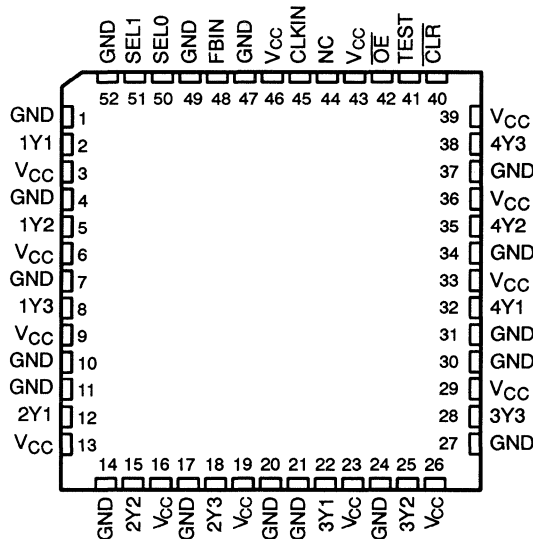 GND SEL1 SEL0 GND FBIN GND VCC CLKIN NC VCC OE TEST CLR
52 51 50 49 48 47 46 45 44 43 42 41 40
GND 1 39 VCC
1Y1 2 38 4Y3
VCC 3 37 GND
GND 4 36 VCC
1Y2 5 35 4Y2
VCC 6 34 GND
GND 7 33 VCC
1Y3 8 32 4Y1
VCC 9 31 GND
GND 10 30 GND
GND 11 29 VCC
2Y1 12 28 3Y3
VCC 13 27 GND
14 15 16 17 18 19 20 21 22 23 24 25 26
GND 2Y2 VCC GND 2Y3 VCC GND GND 3Y1 VCC GND 3Y2 VCC